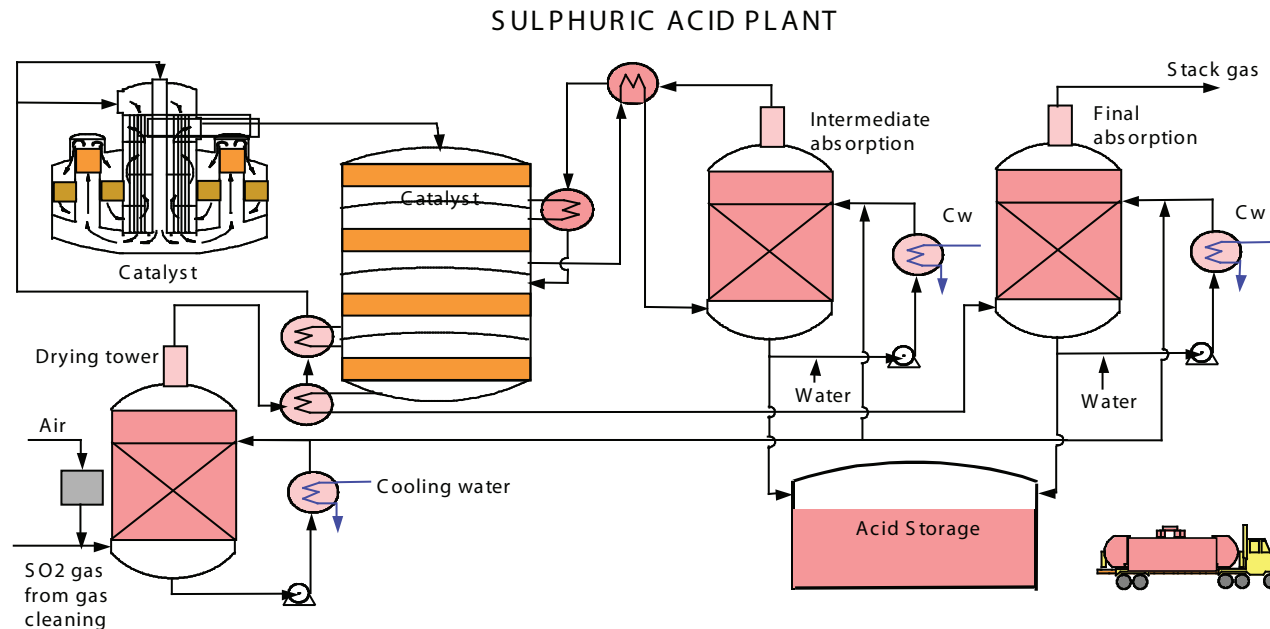 SULPHURIC ACID PLANT
Stack gas
Intermediate
absorption
Final
absorption
Catalyst
Cw
Cw
Catalyst
Drying tower
Water
Water
Air
Cooling water
Acid Storage
SO2 gas
from gas
cleaning